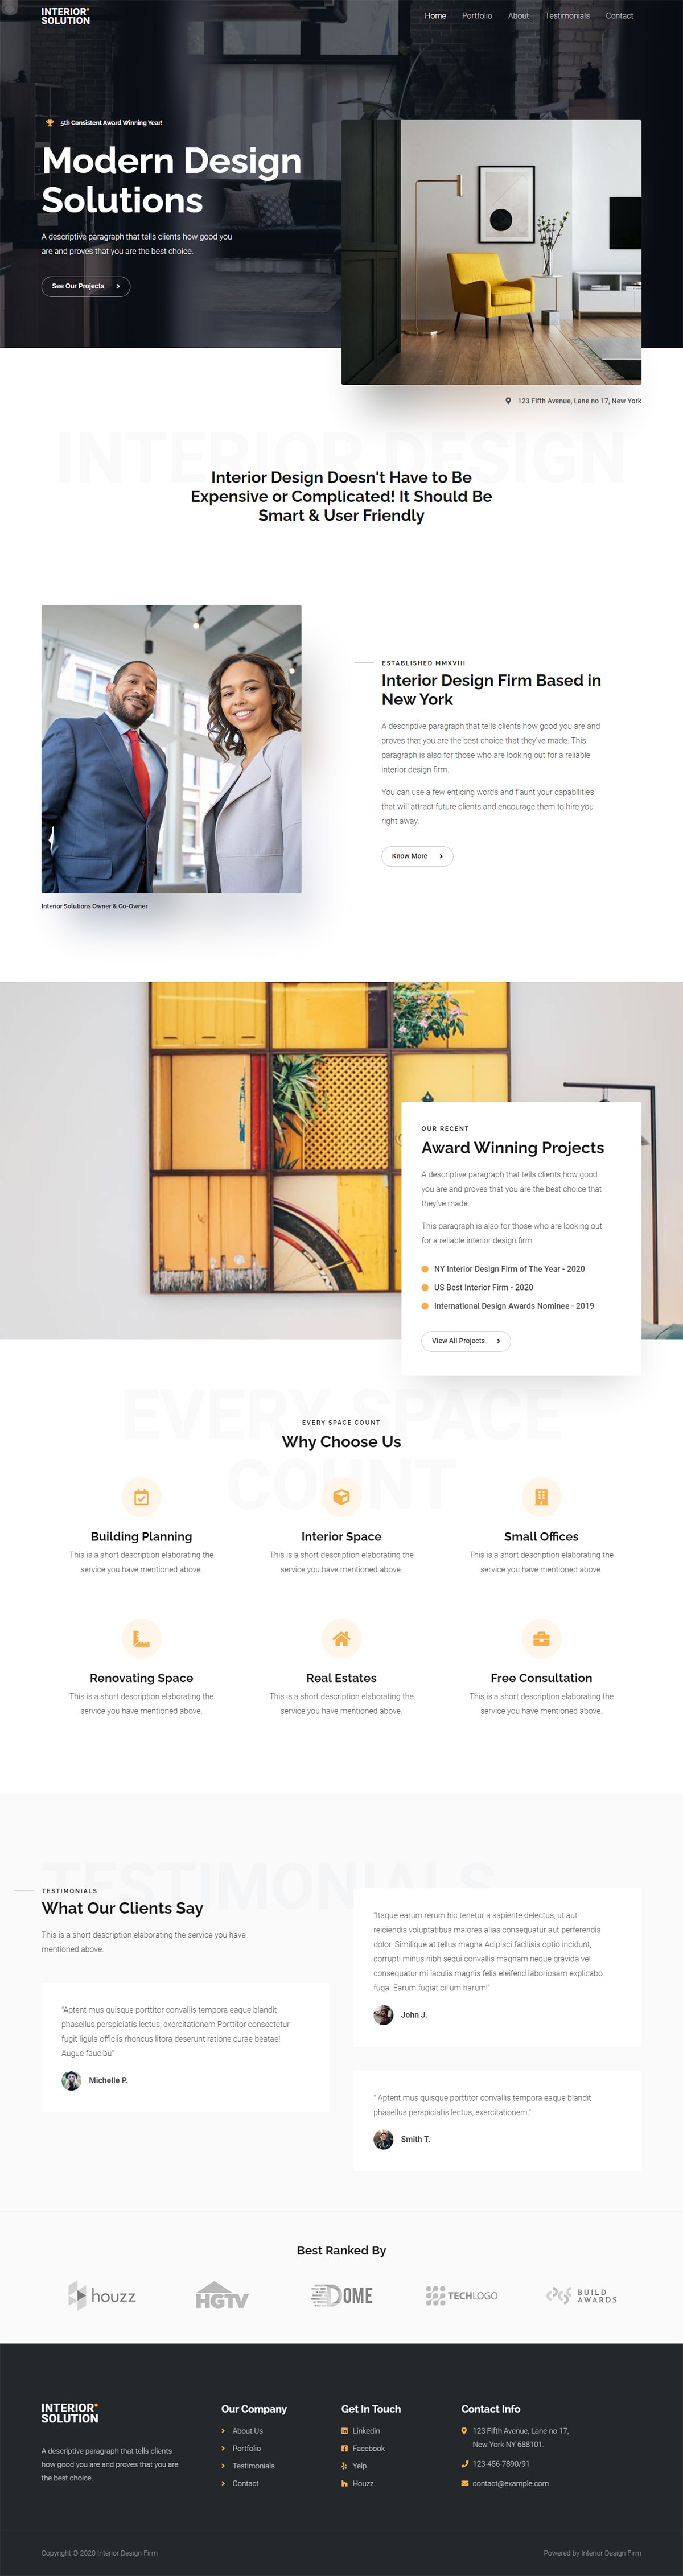 INTERIOR
SOLUTION
Home Portfolio About Testimonials Contact
5th Consistent Award Winning Year!
Modern Design
Solutions
A descriptive paragraph that tells clients how good you
are and proves that you are the best choice.
See Our Projects
123 Fifth Avenue, Lane no 17, New York
INTERIOR DESIGN
Interior Design Doesn't Have to Be
Expensive or Complicated! It Should Be
Smart & User Friendly
Interior Solutions Owner & Co-Owner
ESTABLISHED MMXVIII
Interior Design Firm Based in
New York
A descriptive paragraph that tells clients how good you are and
proves that you are the best choice that they've made. This
paragraph is also for those who are looking out for a reliable
interior design firm.
You can use a few enticing words and flaunt your capabilities
that will attract future clients and encourage them to hire you
right away.
Know More
OUR RECENT
Award Winning Projects
A descriptive paragraph that tells clients how good
you are and proves that you are the best choice that
they've made.
This paragraph is also for those who are looking out
for a reliable interior design firm.
NY Interior Design Firm of The Year - 2020
US Best Interior Firm - 2020
International Design Awards Nominee - 2019
View All Projects
EVERY SPACE
COUNT
EVERY SPACE COUNT
Why Choose Us
Building Planning
This is a short description elaborating the
service you have mentioned above.
Interior Space
This is a short description elaborating the
service you have mentioned above.
Small Offices
This is a short description elaborating the
service you have mentioned above.
Renovating Space
This is a short description elaborating the
service you have mentioned above.
Real Estates
This is a short description elaborating the
service you have mentioned above.
Free Consultation
This is a short description elaborating the
service you have mentioned above.
TESTIMONIALS
TESTIMONIALS
What Our Clients Say
This is a short description elaborating the service you have
mentioned above.
"Aptent mus quisque porttitor convallis tempora eaque blandit
phasellus perspiciatis lectus, exercitationem Porttitor consectetur
fugit ligula officiis rhoncus litora deserunt ratione curae beatae!
Augue faucibu"
Michelle P.
"Itaque earum rerum hic tenetur a sapiente delectus, ut aut
reiciendis voluptatibus maiores alias consequatur aut perferendis
dolor. Similique at tellus magna Adipisci facilisis optio incidunt,
corrupti minus nibh sequi convallis magnam neque gravida vel
consequatur mi iaculis magnis felis eleifend laboriosam explicabo
fuga. Earum fugiat cillum harum!"
John J.
" Aptent mus quisque porttitor convallis tempora eaque blandit
phasellus perspiciatis lectus, exercitationem."
Smith T.
Best Ranked By
houzz
HGTV
DOME
TECHLOGO
BUILD
AWARDS
INTERIOR
SOLUTION
A descriptive paragraph that tells clients
how good you are and proves that you are
the best choice.
Our Company
About Us
Portfolio
Testimonials
Contact
Get In Touch
Linkedin
Facebook
Yelp
Houzz
Contact Info
123 Fifth Avenue, Lane no 17,
New York NY 688101.
123-456-7890/91
contact@example.com
Copyright © 2020 Interior Design Firm
Powered by Interior Design Firm